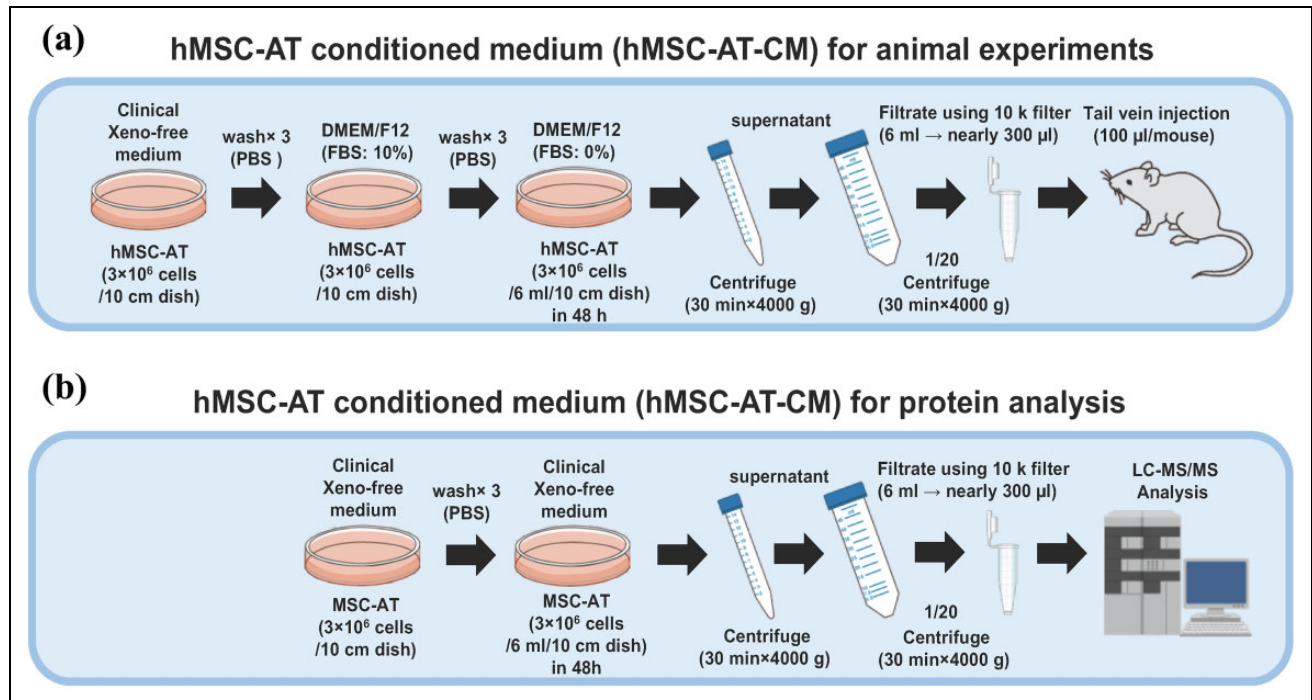 (a)
hMSC-AT conditioned medium (hMSC-AT-CM) for animal experiments
Clinical
Xeno-free
medium
hMSC-AT
(3×10⁶ cells
/10 cm dish)
wash× 3
(PBS )
DMEM/F12
(FBS: 10%)
hMSC-AT
(3×10⁶ cells
/10 cm dish)
wash× 3
(PBS)
DMEM/F12
(FBS: 0%)
hMSC-AT
(3×10⁶ cells
/6 ml/10 cm dish)
in 48 h
supernatant
Centrifuge
(30 min×4000 g)
Filtrate using 10 k filter
(6 ml → nearly 300 µl)
1/20
Centrifuge
(30 min×4000 g)
Tail vein injection
(100 µl/mouse)
(b)
hMSC-AT conditioned medium (hMSC-AT-CM) for protein analysis
Clinical
Xeno-free
medium
MSC-AT
(3×10⁶ cells
/10 cm dish)
wash× 3
(PBS)
Clinical
Xeno-free
medium
MSC-AT
(3×10⁶ cells
/6 ml/10 cm dish)
in 48h
supernatant
Centrifuge
(30 min×4000 g)
Filtrate using 10 k filter
(6 ml → nearly 300 µl)
1/20
Centrifuge
(30 min×4000 g)
LC-MS/MS
Analysis